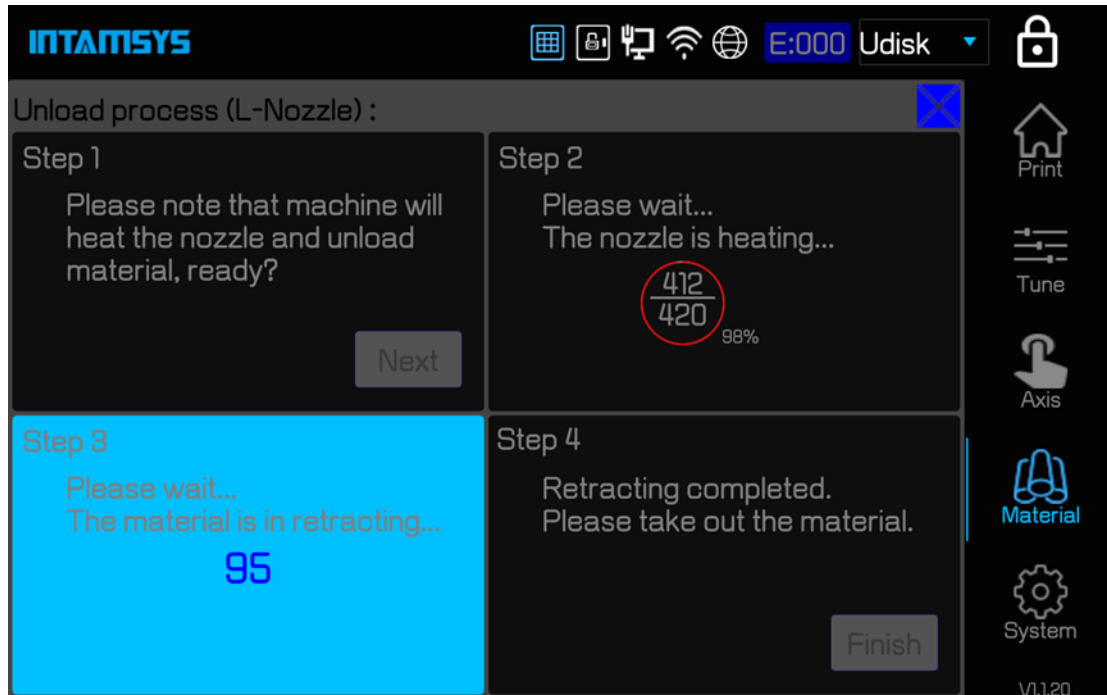 INTAMSYS
E:000 Udisk
Unload process (L-Nozzle) :
Step 1
Please note that machine will
heat the nozzle and unload
material, ready?
Next
Step 2
Please wait...
The nozzle is heating...
412
420
98%
Step 3
Please wait...
The material is in retracting...
95
Step 4
Retracting completed.
Please take out the material.
Finish
Print
Tune
Axis
Material
System
V1.1.20